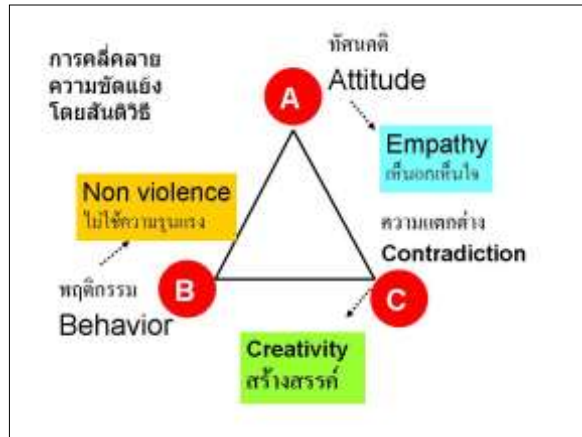 การคลี่คลาย
ความขัดแย้ง
โดยสันติวิธี
ทัศนคติ
Attitude
A
Empathy
เห็นอกเห็นใจ
Non violence
ไม่ใช้ความรุนแรง
ความแตกต่าง
Contradiction
พฤติกรรม
Behavior
B
C
Creativity
สร้างสรรค์